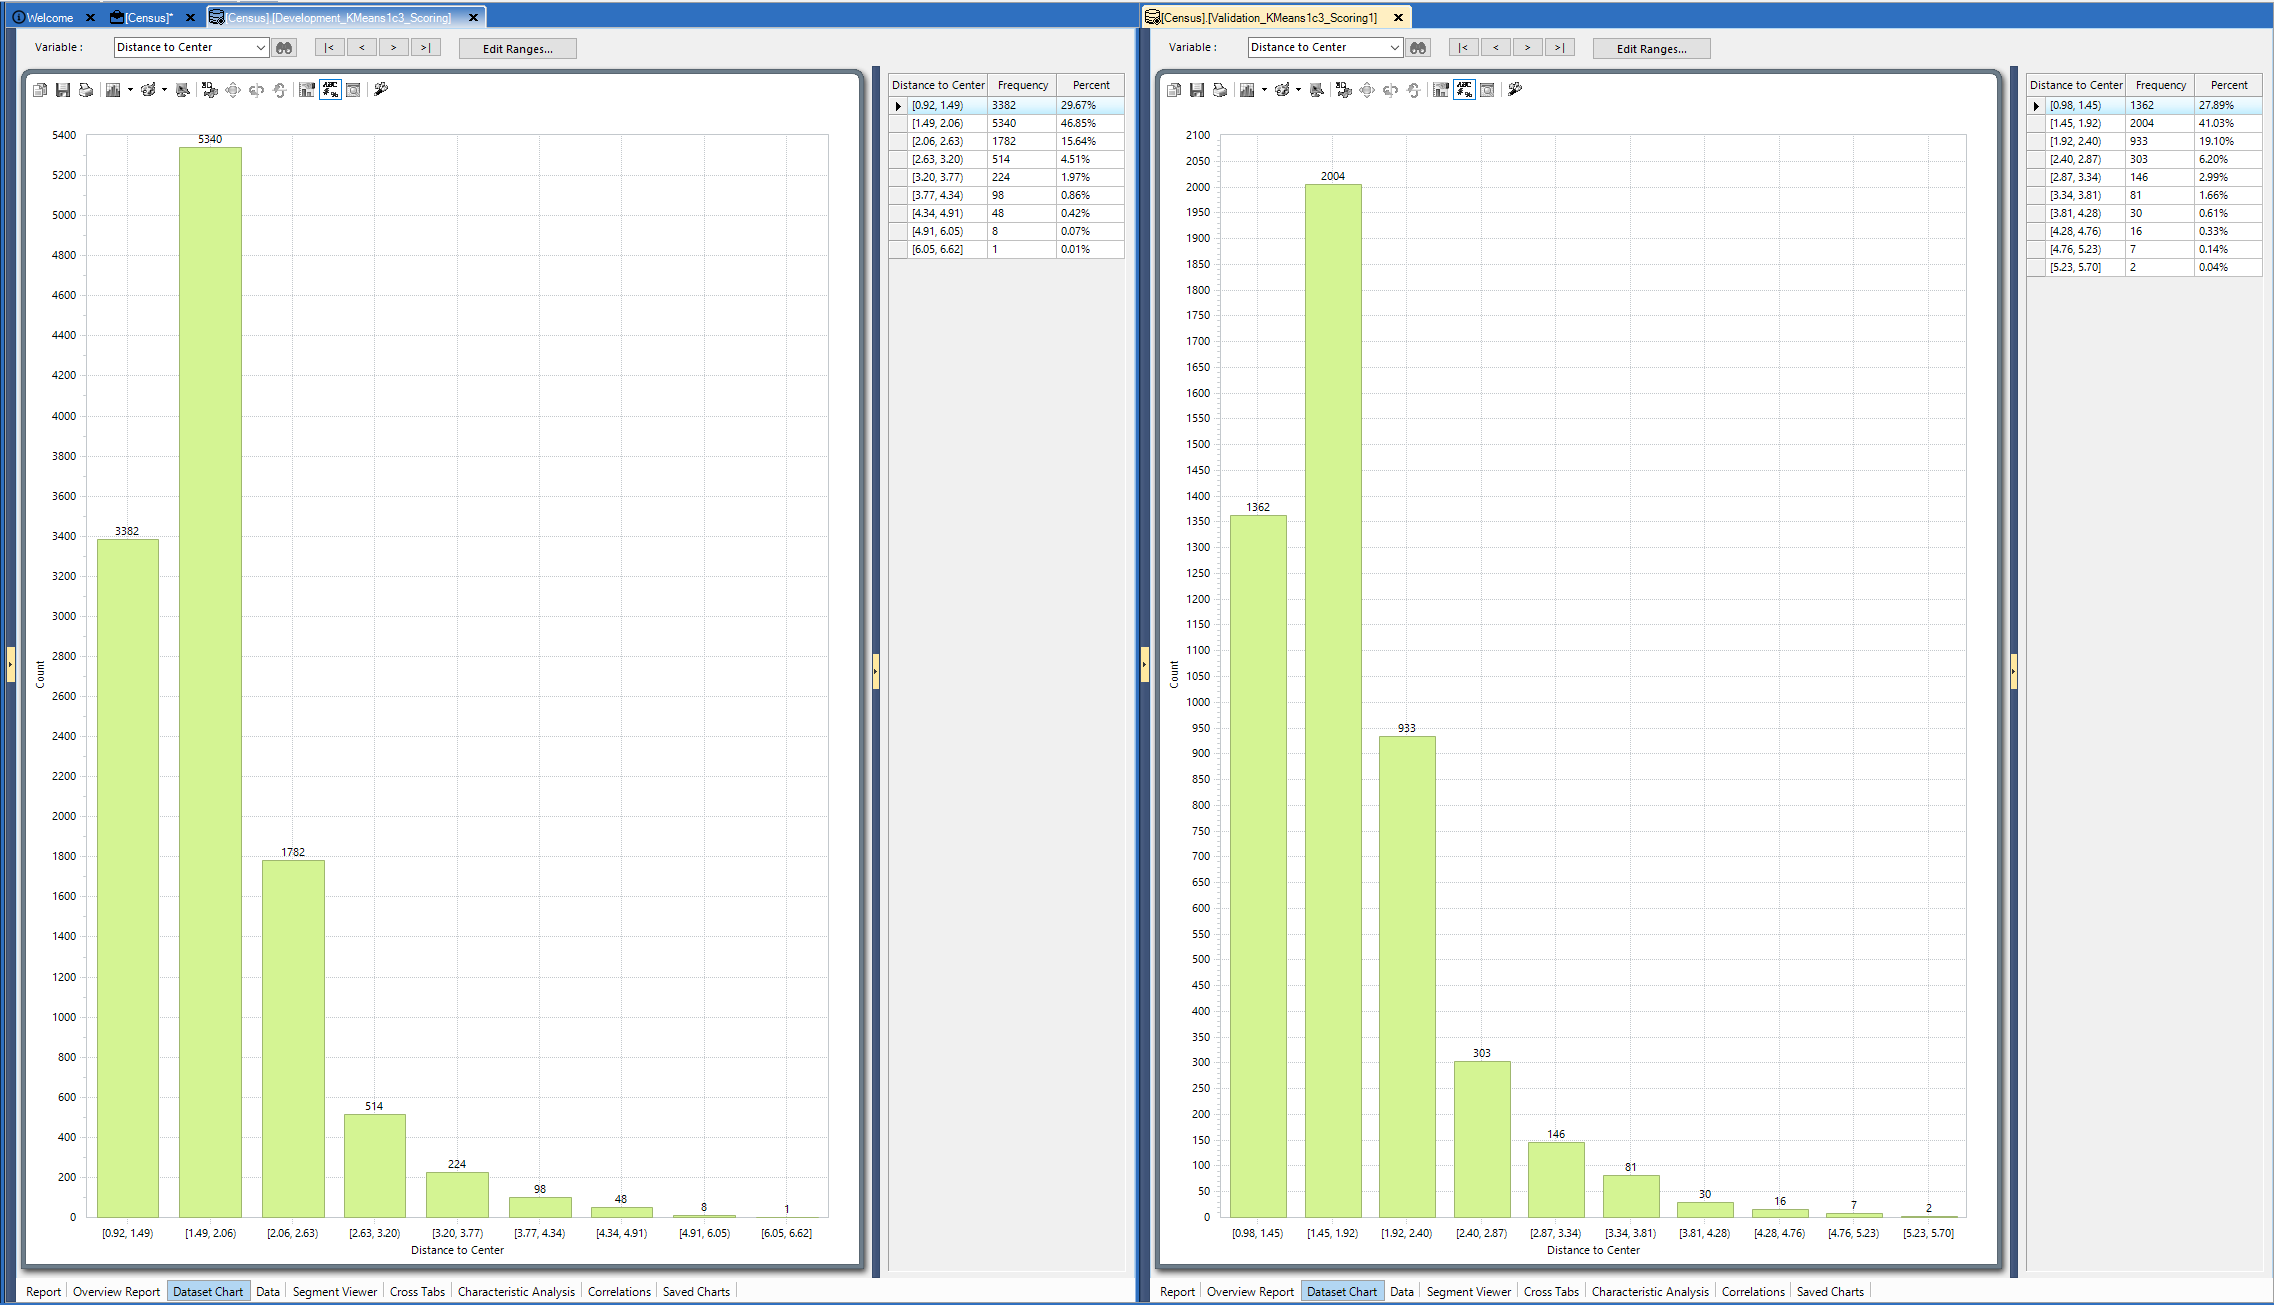 Welcome [Census]* [Census].[Development_KMeans1c3_Scoring]
Variable : Distance to Center |< < > >| Edit Ranges...
5400
5200
5000
4800
4600
4400
4200
4000
3800
3600
3400
3200
3000
2800
2600
2400
2200
2000
1800
1600
1400
1200
1000
800
600
400
200
0
Count
3382
5340
1782
514
224
98
48
8
1
[0.92, 1.49) [1.49, 2.06) [2.06, 2.63) [2.63, 3.20) [3.20, 3.77) [3.77, 4.34) [4.34, 4.91) [4.91, 6.05) [6.05, 6.62]
Distance to Center
Distance to Center Frequency Percent
[0.92, 1.49) 3382 29.67%
[1.49, 2.06) 5340 46.85%
[2.06, 2.63) 1782 15.64%
[2.63, 3.20) 514 4.51%
[3.20, 3.77) 224 1.97%
[3.77, 4.34) 98 0.86%
[4.34, 4.91) 48 0.42%
[4.91, 6.05) 8 0.07%
[6.05, 6.62] 1 0.01%
Report Overview Report Dataset Chart Data Segment Viewer Cross Tabs Characteristic Analysis Correlations Saved Charts
[Census].[Validation_KMeans1c3_Scoring1]
Variable : Distance to Center |< < > >| Edit Ranges...
2100
2050
2000
1950
1900
1850
1800
1750
1700
1650
1600
1550
1500
1450
1400
1350
1300
1250
1200
1150
1100
1050
1000
950
900
850
800
750
700
650
600
550
500
450
400
350
300
250
200
150
100
50
0
Count
1362
2004
933
303
146
81
30
16
7
2
[0.98, 1.45) [1.45, 1.92) [1.92, 2.40) [2.40, 2.87) [2.87, 3.34) [3.34, 3.81) [3.81, 4.28) [4.28, 4.76) [4.76, 5.23) [5.23, 5.70]
Distance to Center
Distance to Center Frequency Percent
[0.98, 1.45) 1362 27.89%
[1.45, 1.92) 2004 41.03%
[1.92, 2.40) 933 19.10%
[2.40, 2.87) 303 6.20%
[2.87, 3.34) 146 2.99%
[3.34, 3.81) 81 1.66%
[3.81, 4.28) 30 0.61%
[4.28, 4.76) 16 0.33%
[4.76, 5.23) 7 0.14%
[5.23, 5.70] 2 0.04%
Report Overview Report Dataset Chart Data Segment Viewer Cross Tabs Characteristic Analysis Correlations Saved Charts